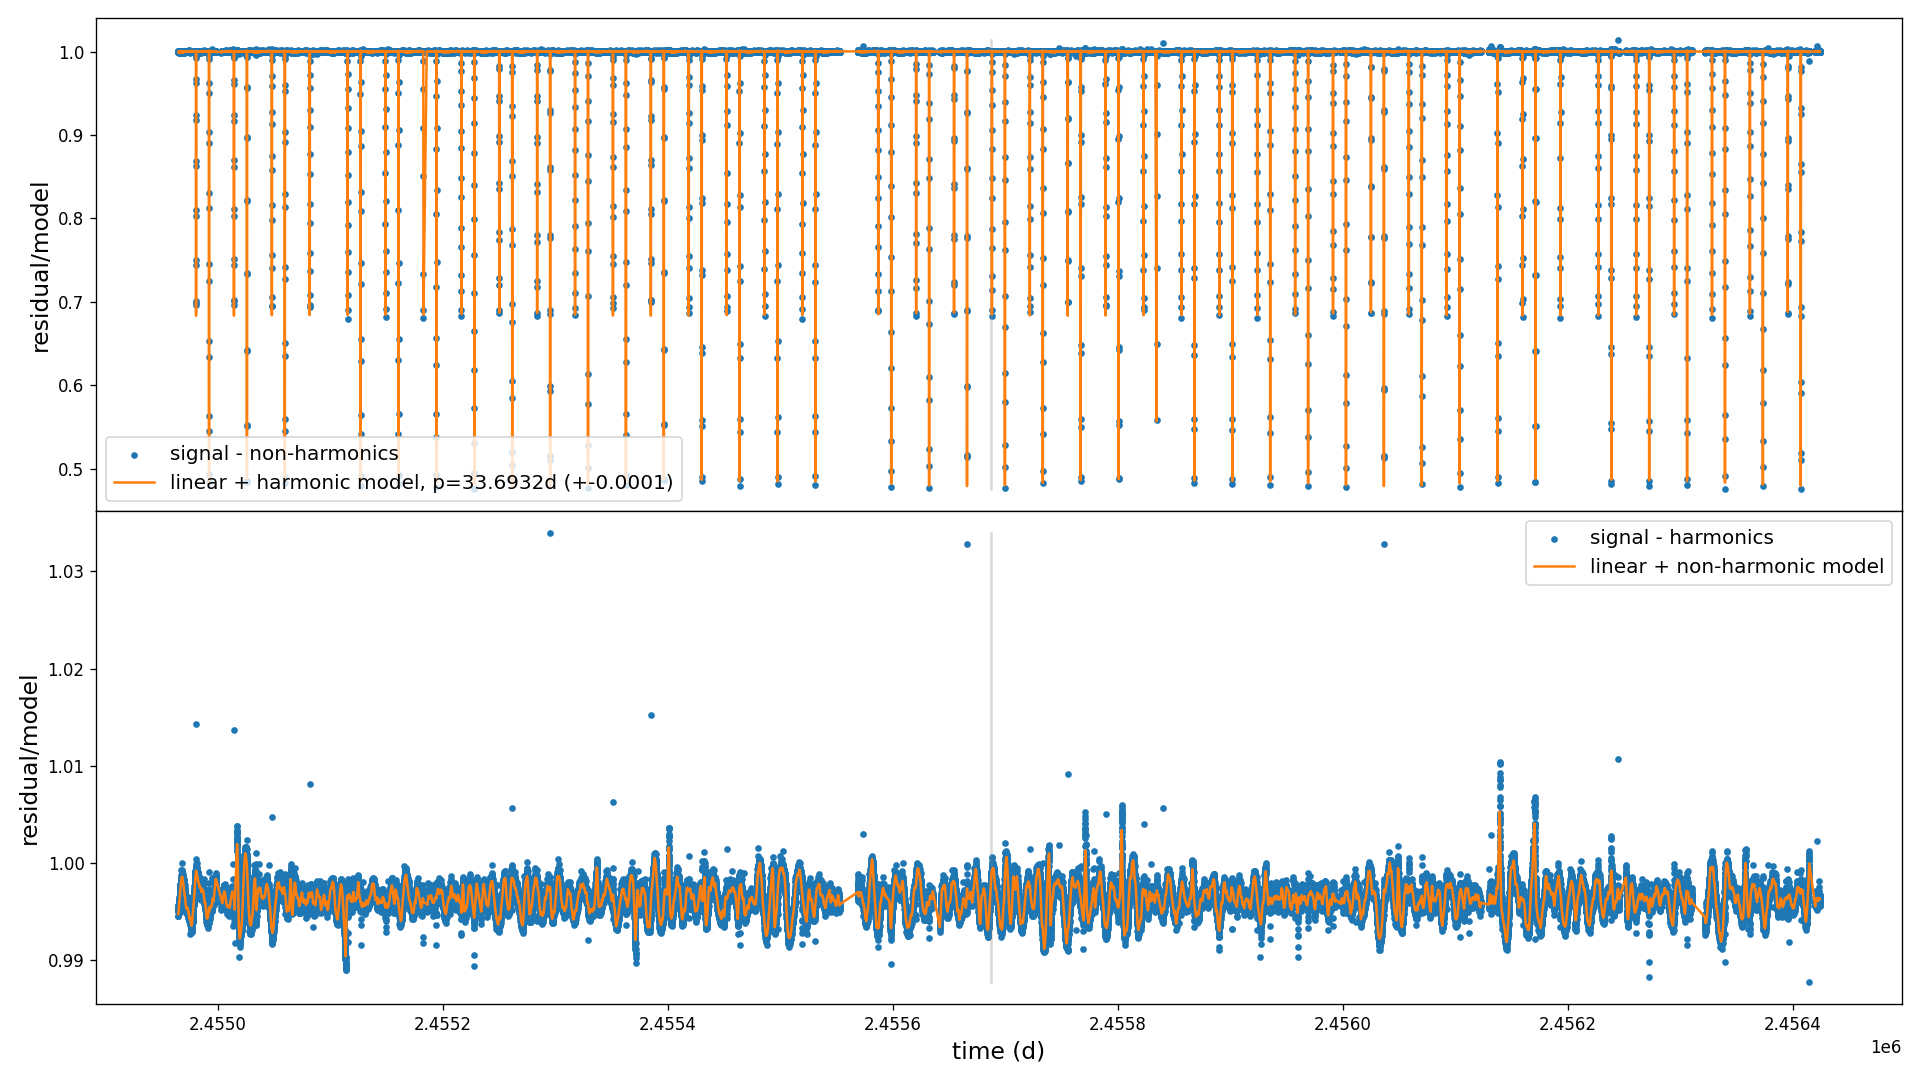 1.0
0.9
0.8
0.7
0.6
0.5
residual/model
signal - non-harmonics
linear + harmonic model, p=33.6932d (+-0.0001)
1.03
1.02
1.01
1.00
0.99
residual/model
signal - harmonics
linear + non-harmonic model
2.4550
2.4552
2.4554
2.4556
2.4558
2.4560
2.4562
2.4564
1e6
time (d)